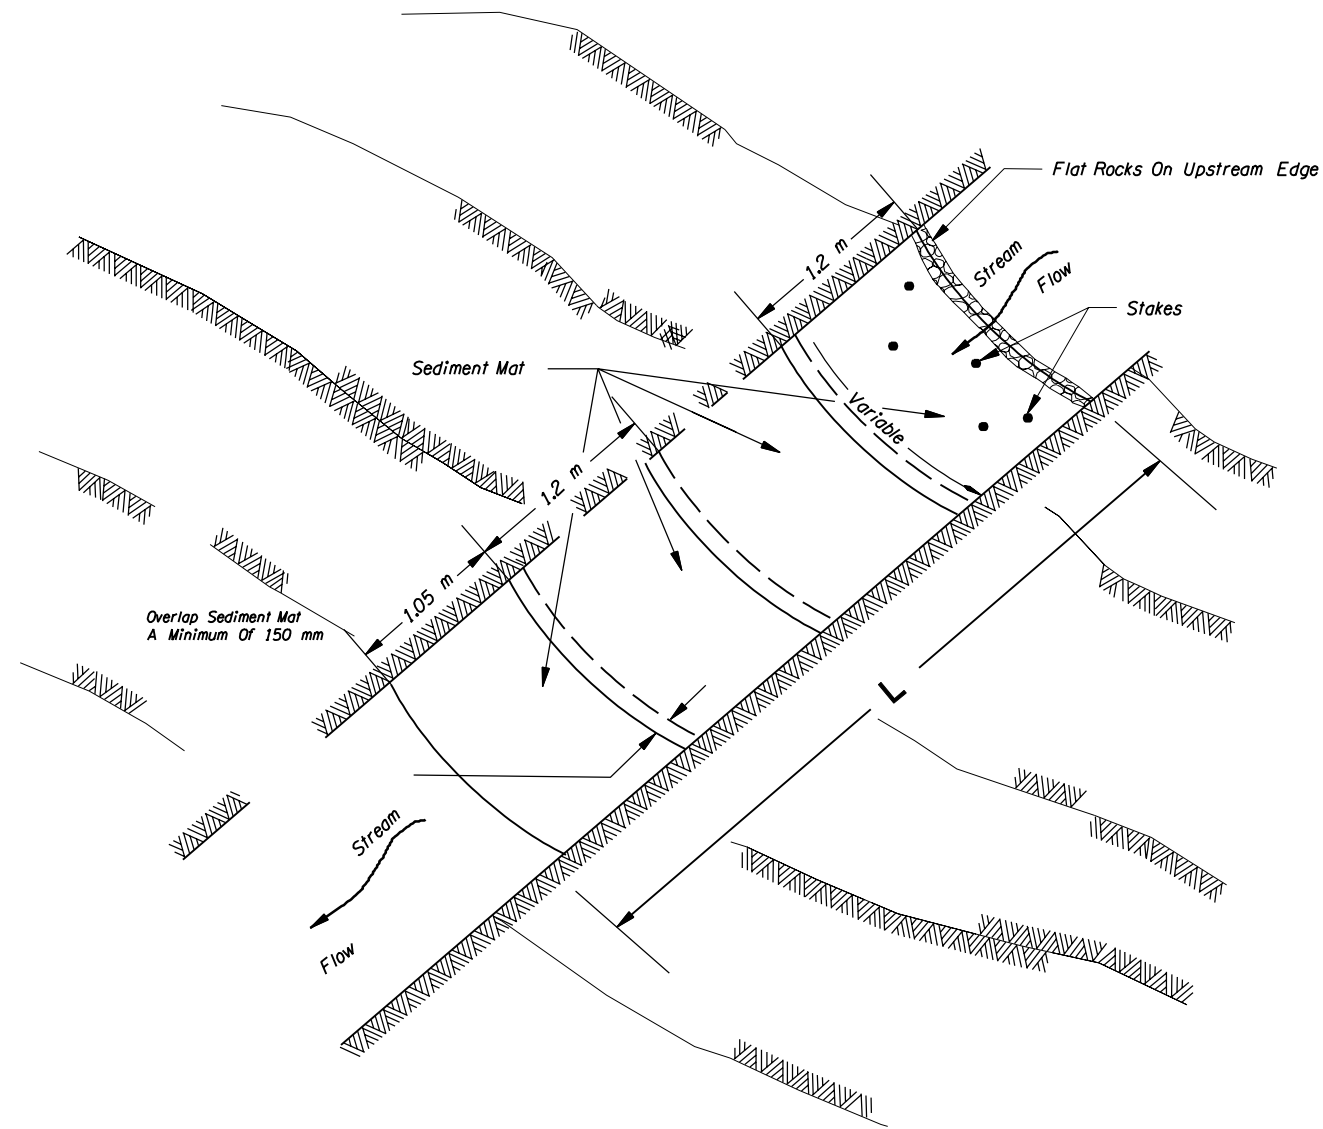 Flat Rocks On Upstream Edge
1.2 m
Stream
Flow
Stakes
Sediment Mat
Variable
1.2 m
1.05 m
Overlap Sediment Mat
A Minimum Of 150 mm
L
Stream
Flow